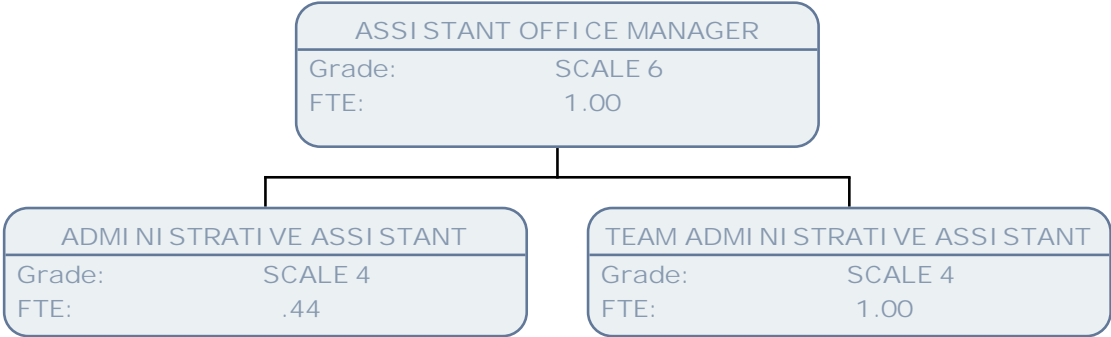 ASSISTANT OFFICE MANAGER
Grade: SCALE 6
FTE: 1.00
ADMINISTRATIVE ASSISTANT
Grade: SCALE 4
FTE: .44
TEAM ADMINISTRATIVE ASSISTANT
Grade: SCALE 4
FTE: 1.00